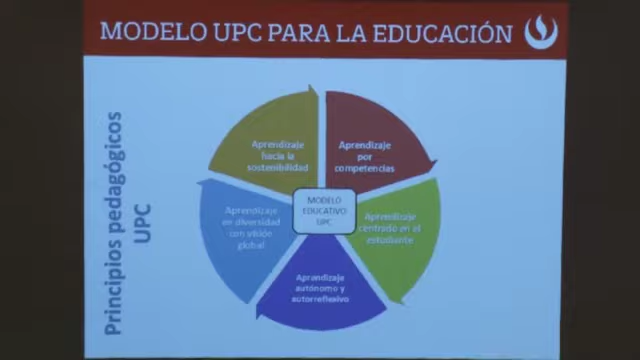 MODELO UPC PARA LA EDUCACIÓN
Principios pedagógicos
UPC
Aprendizaje
hacia la
sostenibilidad
Aprendizaje
por
competencias
Aprendizaje
centrado en el
estudiante
Aprendizaje
autónomo y
autorreflexivo
Aprendizaje
en diversidad
con visión
global
MODELO
EDUCATIVO
UPC